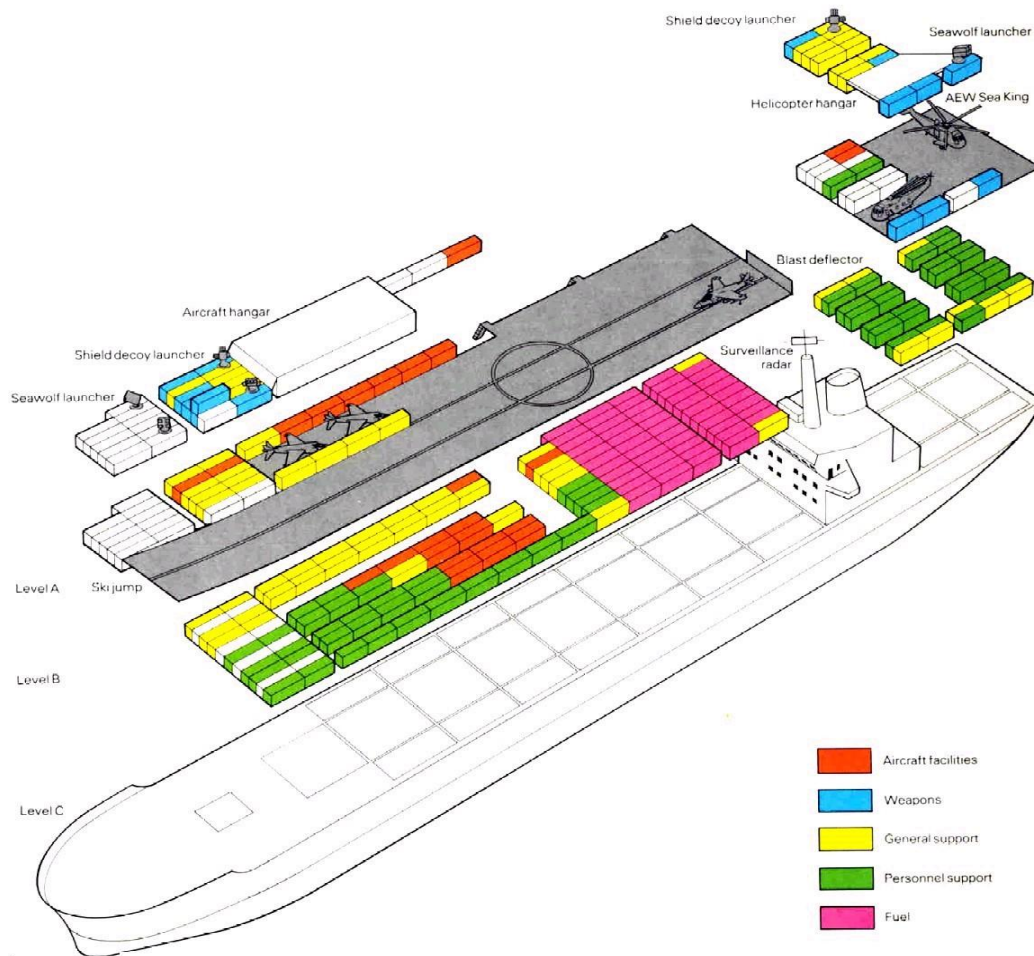 Shield decoy launcher
Seawolf launcher
Helicopter hangar
AEW Sea King
Blast deflector
Aircraft hangar
Shield decoy launcher
Surveillance
radar
Seawolf launcher
Level A
Ski jump
Level B
Level C
Aircraft facilities
Weapons
General support
Personnel support
Fuel